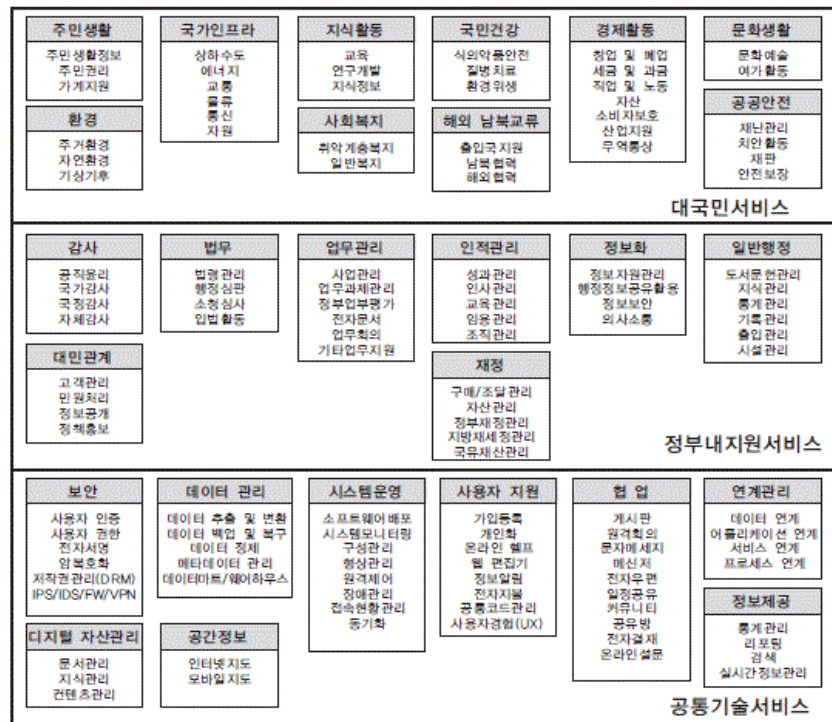 주민생활
주민생활정보
주민권리
가계지원
국가인프라
상하수도
에너지
교통
물류
통신
자원
지식활동
교육
연구개발
지식정보
국민건강
식의약품안전
질병치료
환경위생
경제활동
창업 및 폐업
세금 및 과금
직업 및 노동
자산
소비자보호
산업지원
무역통상
문화생활
문화예술
여가활동
환경
주거환경
자연환경
기상기후
사회복지
취약계층복지
일반복지
해외 남북교류
출입국지원
남북협력
해외협력
공공안전
재난관리
치안활동
재판
안전보장
대국민서비스
감사
공직윤리
국가감사
국정감사
자체감사
법무
법령관리
행정심판
소청심사
입법활동
업무관리
사업관리
업무과제관리
정부업부평가
전자문서
업무회의
기타업무지원
인적관리
성과관리
인사관리
교육관리
임용관리
조직관리
정보화
정보자원관리
행정정보공유활용
정보보안
의사소통
일반행정
도서문헌관리
지식관리
통계관리
기록관리
출입관리
시설관리
대민관계
고객관리
민원처리
정보공개
정책홍보
재정
구매/조달관리
자산관리
정부재정관리
지방재세정관리
국유재산관리
정부내지원서비스
보안
사용자 인증
사용자 권한
전자서명
암복호화
저작권관리(DRM)
IPS/IDS/FW/VPN
데이터 관리
데이터 추출 및 변환
데이터 백업 및 복구
데이터 정제
메타데이터 관리
데이터마트/웨어하우스
시스템운영
소프트웨어배포
시스템모니터링
구성관리
형상관리
원격제어
장애관리
접속현황관리
동기화
사용자 지원
가입등록
개인화
온라인 헬프
웹 편집기
정보알림
전자지불
공통코드관리
사용자경험(UX)
협 업
게시판
원격회의
문자메세지
메신저
전자우편
일정공유
커뮤니티
공유방
전자결재
온라인설문
연계관리
데이터 연계
어플리케이션 연계
서비스 연계
프로세스 연계
디지털 자산관리
문서관리
지식관리
컨텐츠관리
공간정보
인터넷지도
모바일지도
정보제공
통계관리
리포팅
검색
실시간정보관리
공통기술서비스